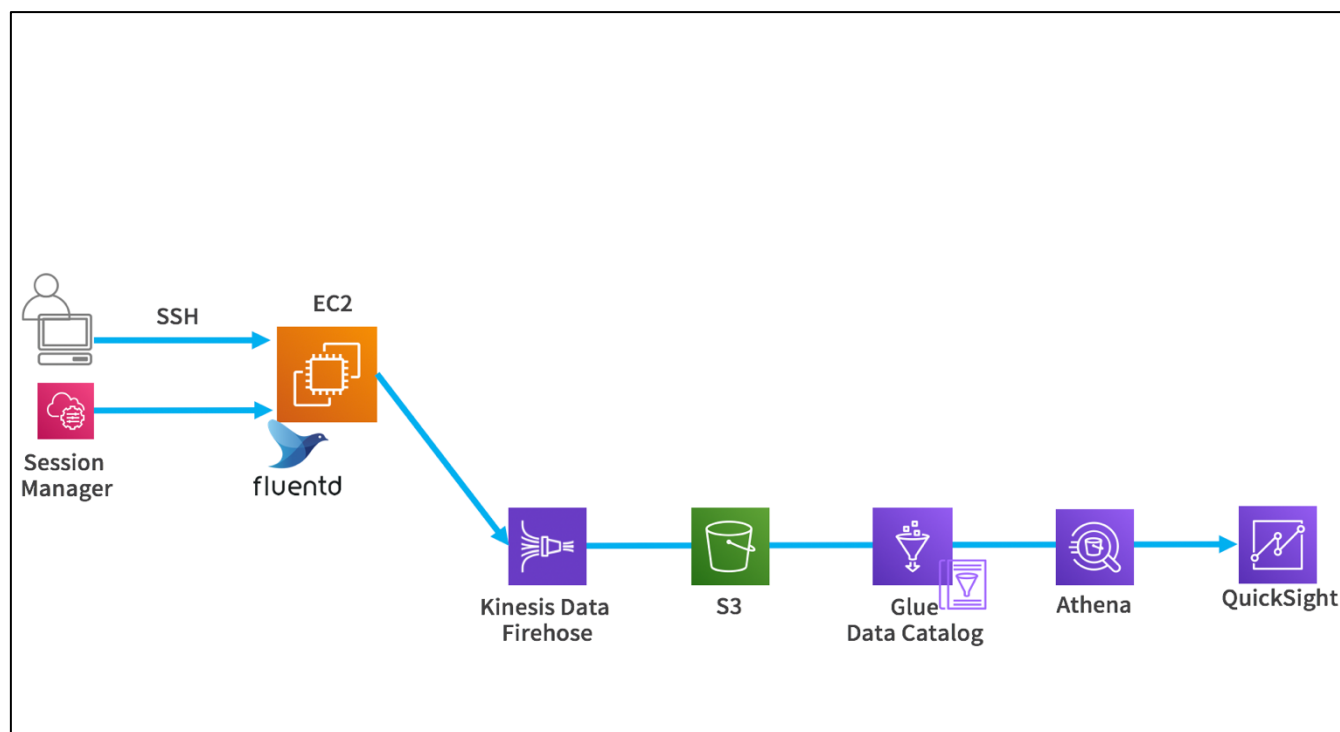 SSH
EC2
Session
Manager
fluentd
Kinesis Data
Firehose
S3
Glue
Data Catalog
Athena
QuickSight